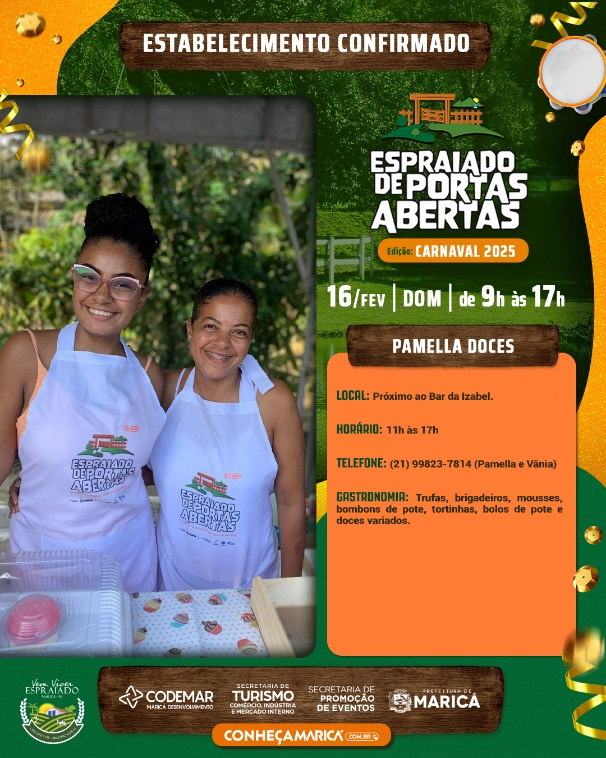 ESTABELECIMENTO CONFIRMADO
ESPRAIADO
DE PORTAS
ABERTAS
Edição: CARNAVAL 2025
16/FEV | DOM | de 9h às 17h
PAMELLA DOCES
LOCAL: Próximo ao Bar da Izabel.
HORÁRIO: 11h às 17h
TELEFONE: (21) 99823-7814 (Pamella e Vânia)
GASTRONOMIA: Trufas, brigadeiros, mousses,
bombons de pote, tortinhas, bolos de pote e
doces variados.
ESPRAIADO
DE PORTAS
ABERTAS
ESPRAIADO
DE PORTAS
ABERTAS
Vem Viver
ESPRAIADO
MARICÁ - RJ
CODEMAR
MARICÁ DESENVOLVIMENTO
SECRETARIA DE
TURISMO
COMÉRCIO, INDÚSTRIA
E MERCADO INTERNO
SECRETARIA DE
PROMOÇÃO
DE EVENTOS
PREFEITURA DE
MARICÁ
CONHEÇAMARICÁ.COM.BR